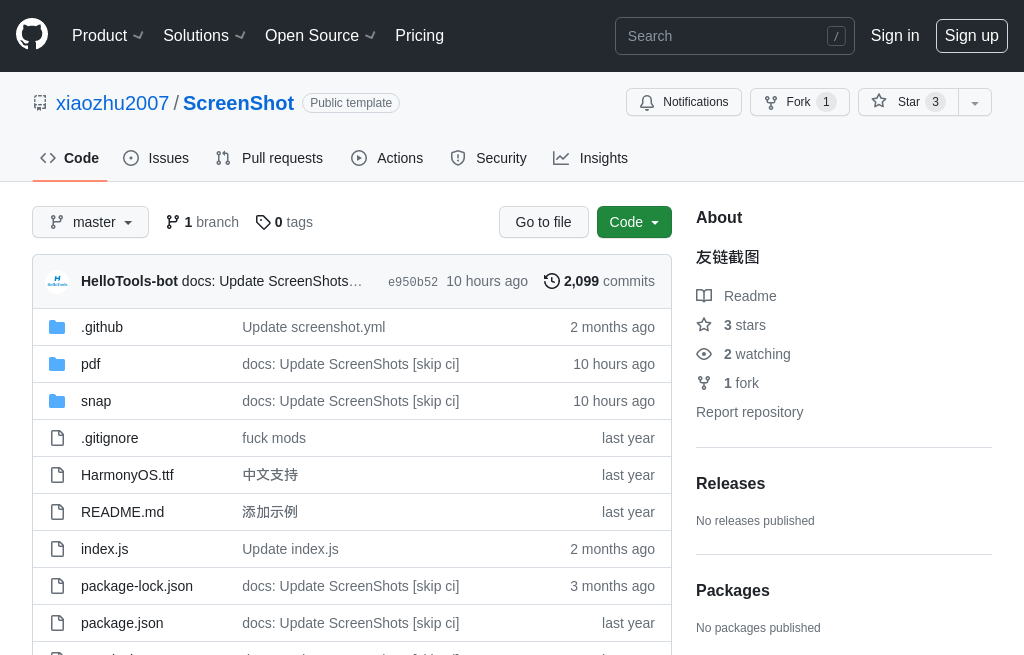 Product Solutions Open Source Pricing Search / Sign in Sign up
xiaozhu2007 / ScreenShot Public template Notifications Fork 1 Star 3
Code Issues Pull requests Actions Security Insights
master 1 branch 0 tags Go to file Code
HelloTools-bot docs: Update ScreenShots… e950b52 10 hours ago 2,099 commits
.github Update screenshot.yml 2 months ago
pdf docs: Update ScreenShots [skip ci] 10 hours ago
snap docs: Update ScreenShots [skip ci] 10 hours ago
.gitignore fuck mods last year
HarmonyOS.ttf 中文支持 last year
README.md 添加示例 last year
index.js Update index.js 2 months ago
package-lock.json docs: Update ScreenShots [skip ci] 3 months ago
package.json docs: Update ScreenShots [skip ci] last year
About
友链截图
Readme
3 stars
2 watching
1 fork
Report repository
Releases
No releases published
Packages
No packages published